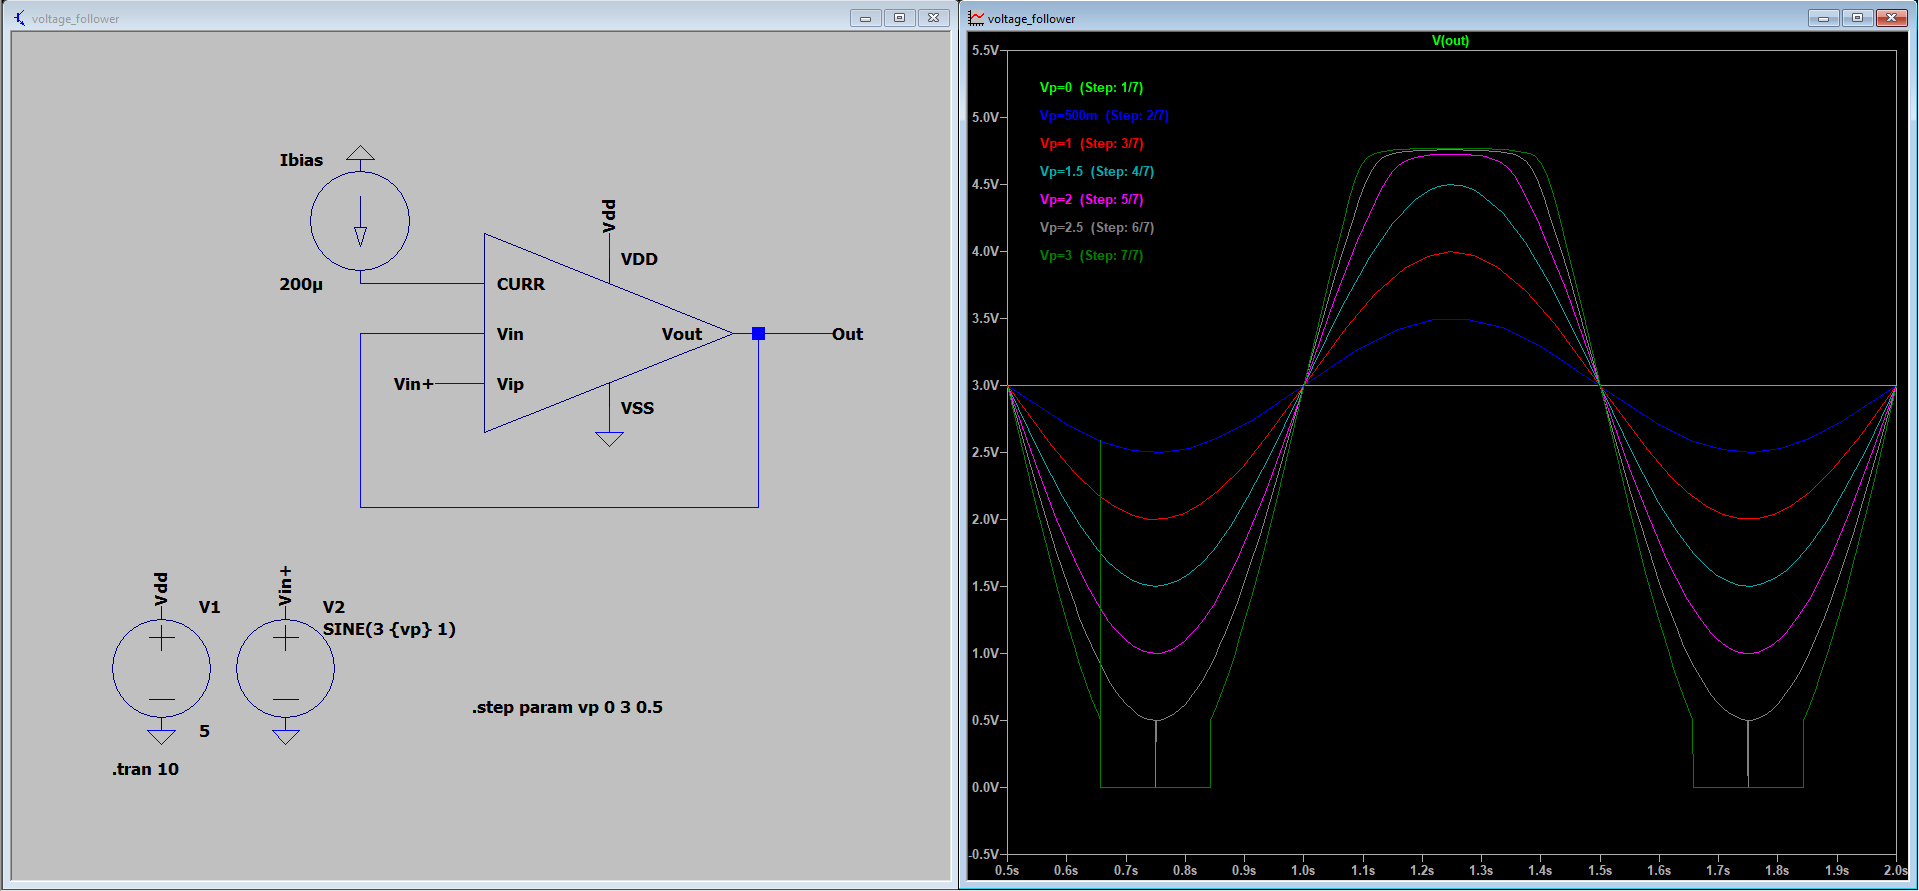 voltage_follower
Ibias
200µ
CURR
Vin
Vip
Vin+
Vdd
VDD
Vout
Out
VSS
Vdd
V1
5
Vin+
V2
SINE(3 {vp} 1)
.step param vp 0 3 0.5
.tran 10
voltage_follower
V(out)
Vp=0 (Step: 1/7)
Vp=500m (Step: 2/7)
Vp=1 (Step: 3/7)
Vp=1.5 (Step: 4/7)
Vp=2 (Step: 5/7)
Vp=2.5 (Step: 6/7)
Vp=3 (Step: 7/7)
5.5V
5.0V
4.5V
4.0V
3.5V
3.0V
2.5V
2.0V
1.5V
1.0V
0.5V
0.0V
-0.5V
0.5s 0.6s 0.7s 0.8s 0.9s 1.0s 1.1s 1.2s 1.3s 1.4s 1.5s 1.6s 1.7s 1.8s 1.9s 2.0s